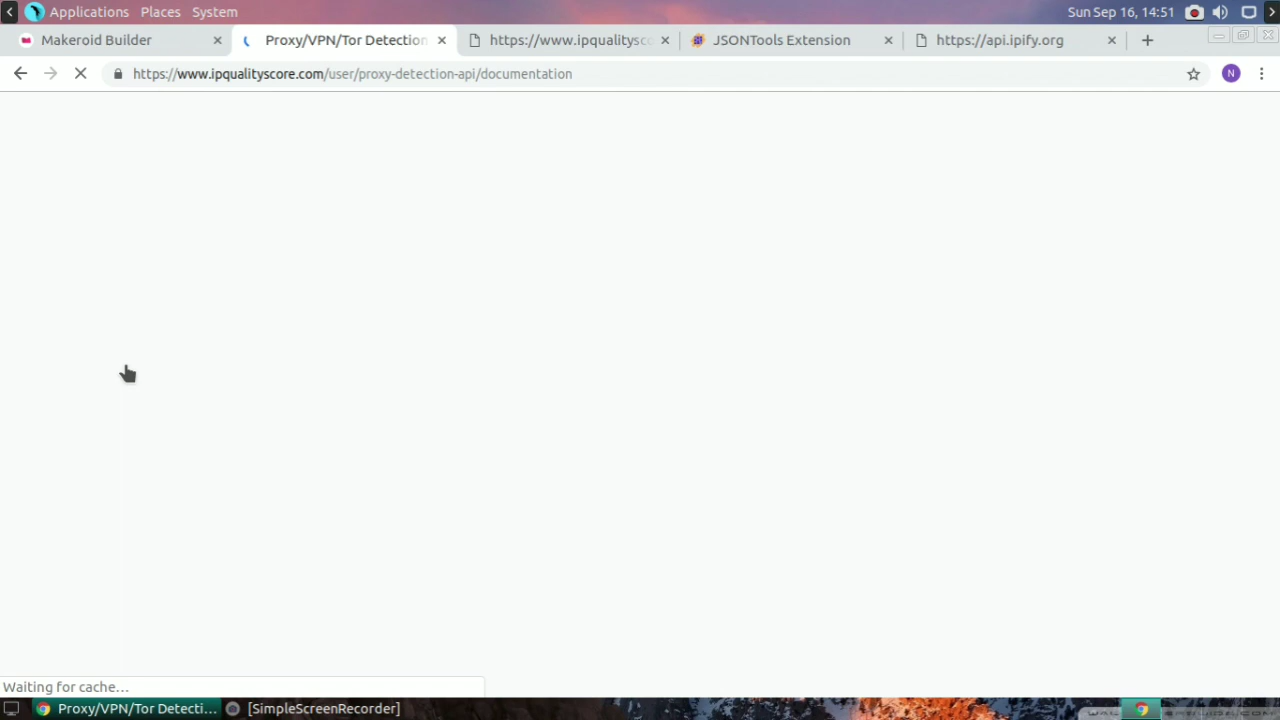 Applications Places System Sun Sep 16, 14:51
Makeroid Builder Proxy/VPN/Tor Detection https://www.ipqualitysco JSONTools Extension https://api.ipify.org
https://www.ipqualityscore.com/user/proxy-detection-api/documentation N
Waiting for cache...
Proxy/VPN/Tor Detecti... [SimpleScreenRecorder]